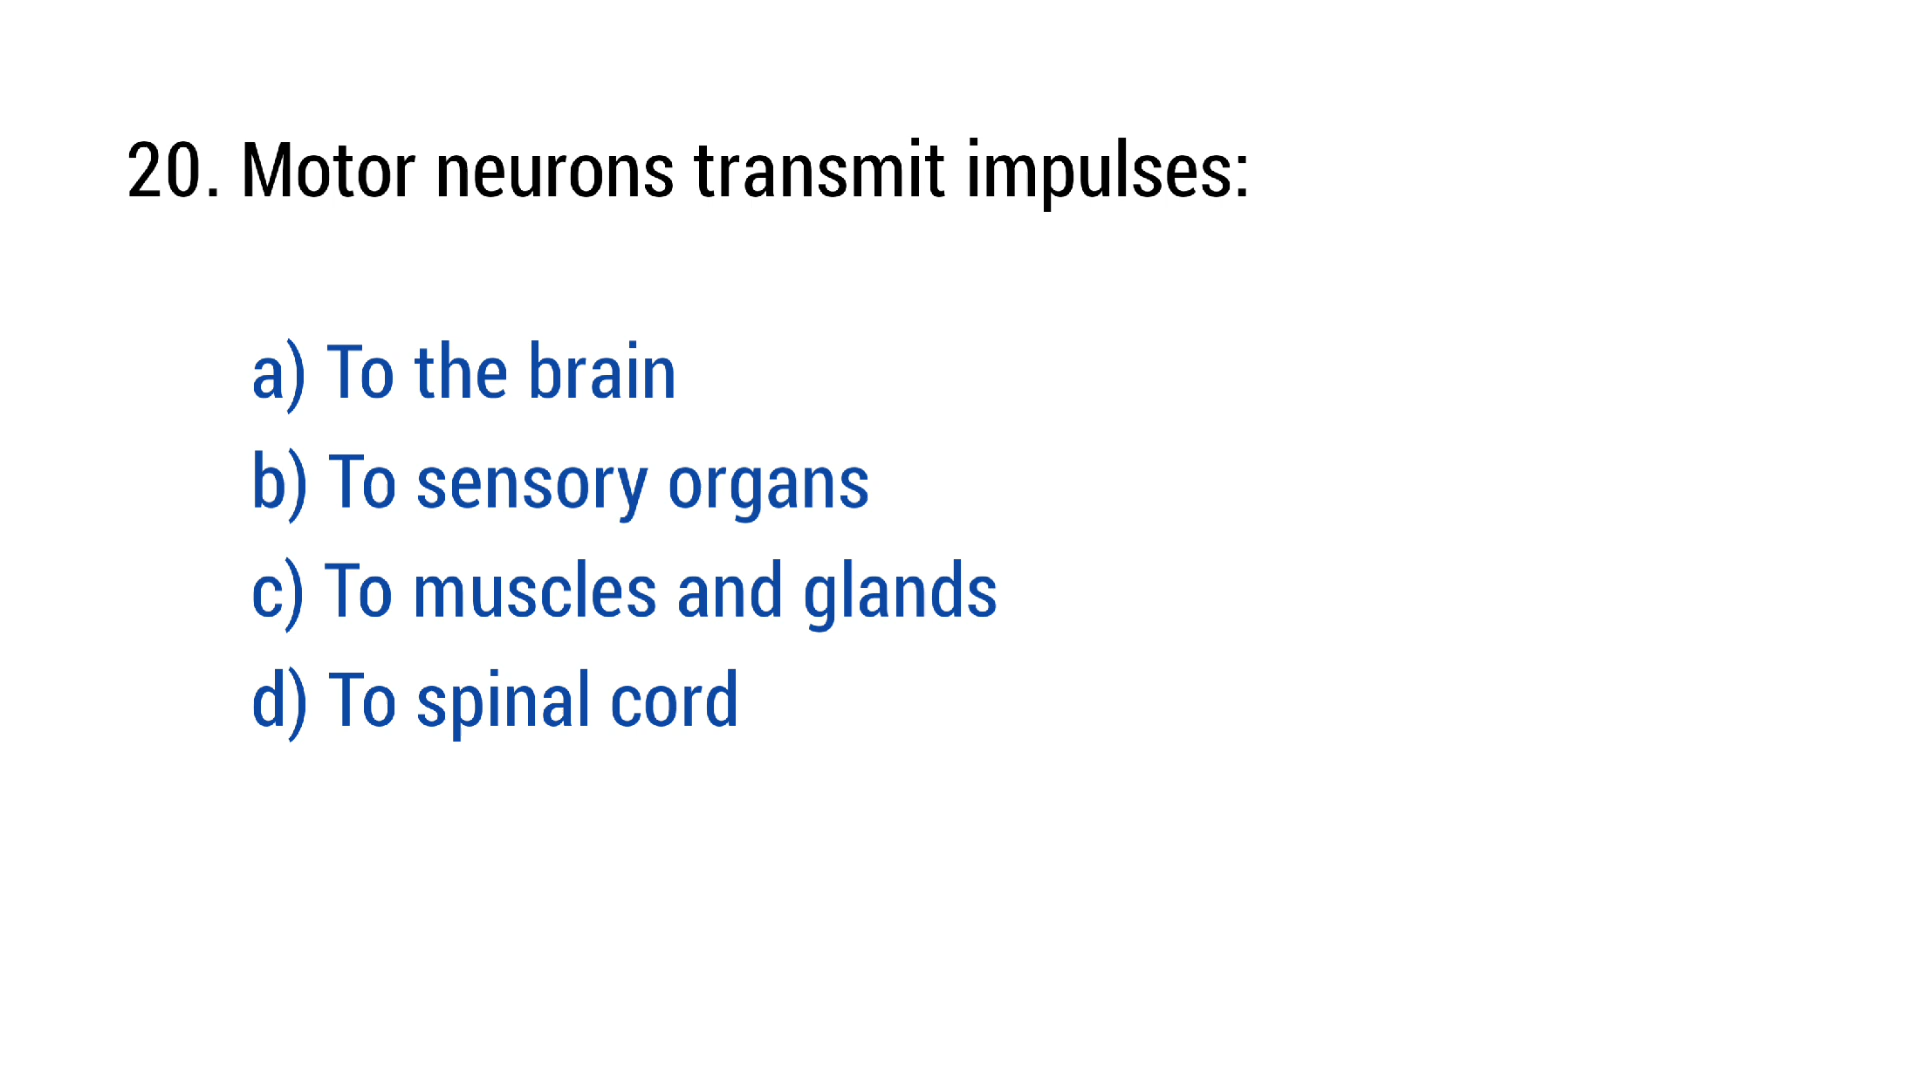 20. Motor neurons transmit impulses:
a) To the brain
b) To sensory organs
c) To muscles and glands
d) To spinal cord